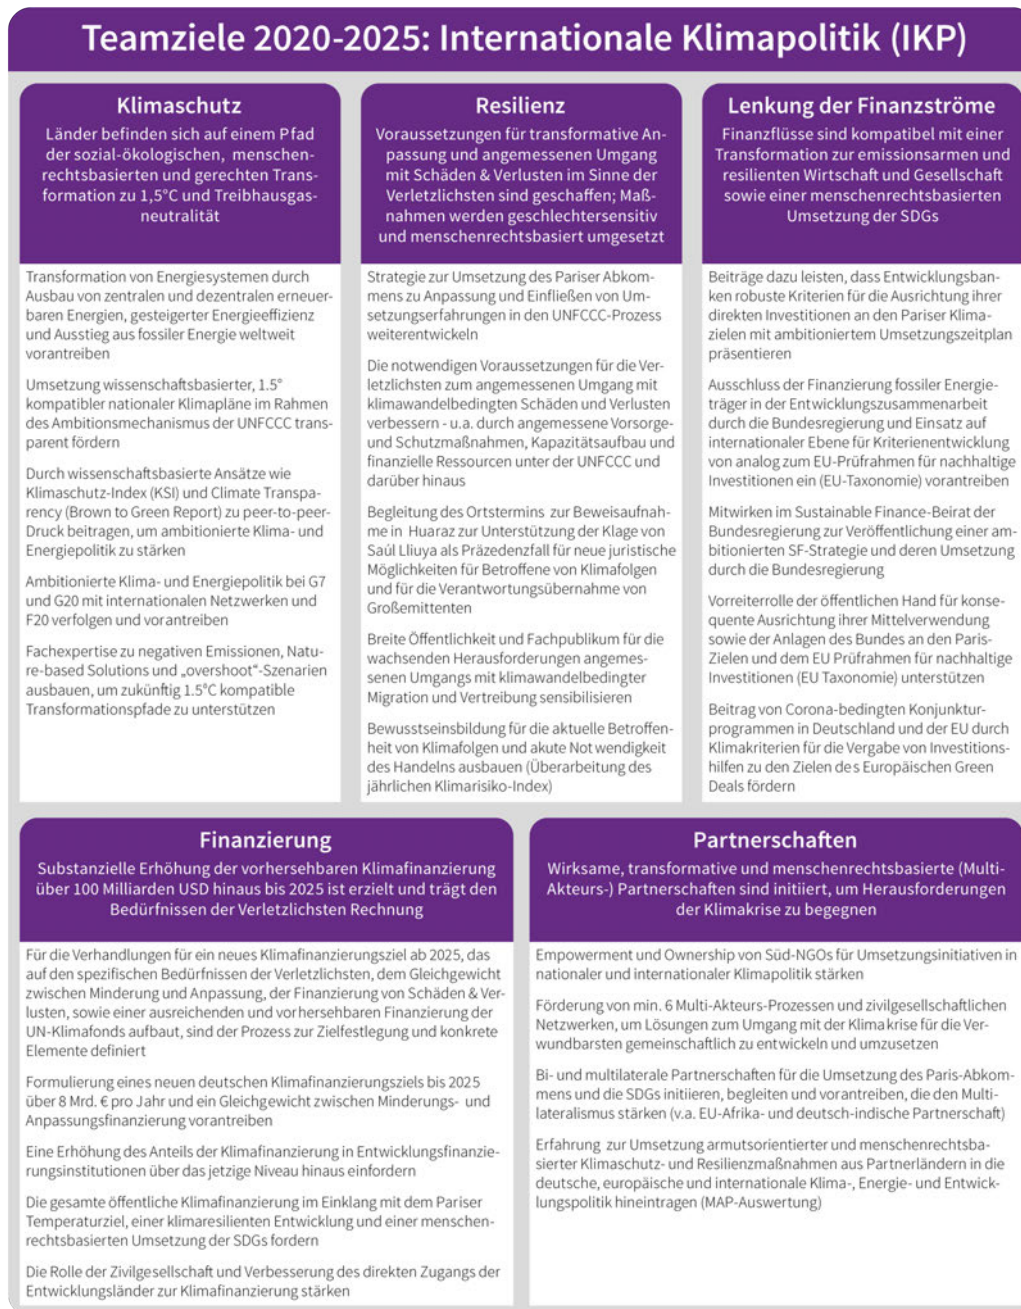 Teamziele 2020-2025: Internationale Klimapolitik (IKP)
Klimaschutz
Länder befinden sich auf einem Pfad
der sozial-ökologischen, menschen-
rechtsbasierten und gerechten Trans-
formation zu 1,5°C und Treibhausgas-
neutralität
Transformation von Energiesystemen durch
Ausbau von zentralen und dezentralen erneuer-
baren Energien, gesteigerter Energieeffizienz
und Ausstieg aus fossiler Energie weltweit
vorantreiben
Umsetzung wissenschaftsbasierter, 1.5°
kompatibler nationaler Klimapläne im Rahmen
des Ambitionsmechanismus der UNFCCC trans-
parent fördern
Durch wissenschaftsbasierte Ansätze wie
Klimaschutz-Index (KSI) und Climate Transpa-
rency (Brown to Green Report) zu peer-to-peer-
Druck beitragen, um ambitionierte Klima- und
Energiepolitik zu stärken
Ambitionierte Klima- und Energiepolitik bei G7
und G20 mit internationalen Netzwerken und
F20 verfolgen und vorantreiben
Fachexpertise zu negativen Emissionen, Natu-
re-based Solutions und „overshoot“-Szenarien
ausbauen, um zukünftig 1.5°C kompatible
Transformationspfade zu unterstützen
Resilienz
Voraussetzungen für transformative An-
passung und angemessenen Umgang
mit Schäden & Verlusten im Sinne der
Verletzlichsten sind geschaffen; Maß-
nahmen werden geschlechtersensitiv
und menschenrechtsbasiert umgesetzt
Strategie zur Umsetzung des Pariser Abkom-
mens zu Anpassung und Einfließen von Um-
setzungserfahrungen in den UNFCCC-Prozess
weiterentwickeln
Die notwendigen Voraussetzungen für die Ver-
letzlichsten zum angemessenen Umgang mit
klimawandelbedingten Schäden und Verlusten
verbessern - u.a. durch angemessene Vorsorge-
und Schutzmaßnahmen, Kapazitätsaufbau und
finanzielle Ressourcen unter der UNFCCC und
darüber hinaus
Begleitung des Ortstermins zur Beweisaufnah-
me in Huaraz zur Unterstützung der Klage von
Saúl Lliuya als Präzedenzfall für neue juristische
Möglichkeiten für Betroffene von Klimafolgen
und für die Verantwortungsübernahme von
Großemittenten
Breite Öffentlichkeit und Fachpublikum für die
wachsenden Herausforderungen angemes-
senen Umgangs mit klimawandelbedingter
Migration und Vertreibung sensibilisieren
Bewusstseinsbildung für die aktuelle Betroffen-
heit von Klimafolgen und akute Not wendigkeit
des Handelns ausbauen (Überarbeitung des
jährlichen Klimarisiko-Index)
Lenkung der Finanzströme
Finanzflüsse sind kompatibel mit einer
Transformation zur emissionsarmen und
resilienten Wirtschaft und Gesellschaft
sowie einer menschenrechtsbasierten
Umsetzung der SDGs
Beiträge dazu leisten, dass Entwicklungsban-
ken robuste Kriterien für die Ausrichtung ihrer
direkten Investitionen an den Pariser Klima-
zielen mit ambitioniertem Umsetzungszeitplan
präsentieren
Ausschluss der Finanzierung fossiler Energie-
träger in der Entwicklungszusammenarbeit
durch die Bundesregierung und Einsatz auf
internationaler Ebene für Kriterienentwicklung
von analog zum EU-Prüfrahmen für nachhaltige
Investitionen ein (EU-Taxonomie) vorantreiben
Mitwirken im Sustainable Finance-Beirat der
Bundesregierung zur Veröffentlichung einer am-
bitionierten SF-Strategie und deren Umsetzung
durch die Bundesregierung
Vorreiterrolle der öffentlichen Hand für konse-
quente Ausrichtung ihrer Mittelverwendung
sowie der Anlagen des Bundes an den Paris-
Zielen und dem EU Prüfrahmen für nachhaltige
Investitionen (EU Taxonomie) unterstützen
Beitrag von Corona-bedingten Konjunktur-
programmen in Deutschland und der EU durch
Klimakriterien für die Vergabe von Investitions-
hilfen zu den Zielen des Europäischen Green
Deals fördern
Finanzierung
Substanzielle Erhöhung der vorhersehbaren Klimafinanzierung
über 100 Milliarden USD hinaus bis 2025 ist erzielt und trägt den
Bedürfnissen der Verletzlichsten Rechnung
Für die Verhandlungen für ein neues Klimafinanzierungsziel ab 2025, das
auf den spezifischen Bedürfnissen der Verletzlichsten, dem Gleichgewicht
zwischen Minderung und Anpassung, der Finanzierung von Schäden & Ver-
lusten, sowie einer ausreichenden und vorhersehbaren Finanzierung der
UN-Klimafonds aufbaut, sind der Prozess zur Zielfestlegung und konkrete
Elemente definiert
Formulierung eines neuen deutschen Klimafinanzierungsziels bis 2025
über 8 Mrd. € pro Jahr und ein Gleichgewicht zwischen Minderungs- und
Anpassungsfinanzierung vorantreiben
Eine Erhöhung des Anteils der Klimafinanzierung in Entwicklungsfinanzie-
rungsinstitutionen über das jetzige Niveau hinaus einfordern
Die gesamte öffentliche Klimafinanzierung im Einklang mit dem Pariser
Temperaturziel, einer klimaresilienten Entwicklung und einer menschen-
rechtsbasierten Umsetzung der SDGs fordern
Die Rolle der Zivilgesellschaft und Verbesserung des direkten Zugangs der
Entwicklungsländer zur Klimafinanzierung stärken
Partnerschaften
Wirksame, transformative und menschenrechtsbasierte (Multi-
Akteurs-) Partnerschaften sind initiiert, um Herausforderungen
der Klimakrise zu begegnen
Empowerment und Ownership von Süd-NGOs für Umsetzungsinitiativen in
nationaler und internationaler Klimapolitik stärken
Förderung von min. 6 Multi-Akteurs-Prozessen und zivilgesellschaftlichen
Netzwerken, um Lösungen zum Umgang mit der Klimakrise für die Ver-
wundbarsten gemeinschaftlich zu entwickeln und umzusetzen
Bi- und multilaterale Partnerschaften für die Umsetzung des Paris-Abkom-
mens und die SDGs initiieren, begleiten und vorantreiben, die den Multi-
lateralismus stärken (v.a. EU-Afrika- und deutsch-indische Partnerschaft)
Erfahrung zur Umsetzung armutsorientierter und menschenrechtsba-
sierter Klimaschutz- und Resilienzmaßnahmen aus Partnerländern in die
deutsche, europäische und internationale Klima-, Energie- und Entwick-
lungspolitik hineintragen (MAP-Auswertung)